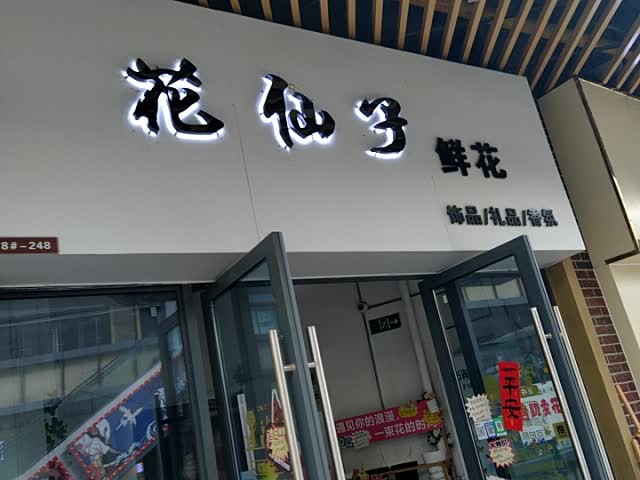 花仙子
鲜花
饰品/礼品/香氛
8#-248
遇见你的浪漫，
一束花的时